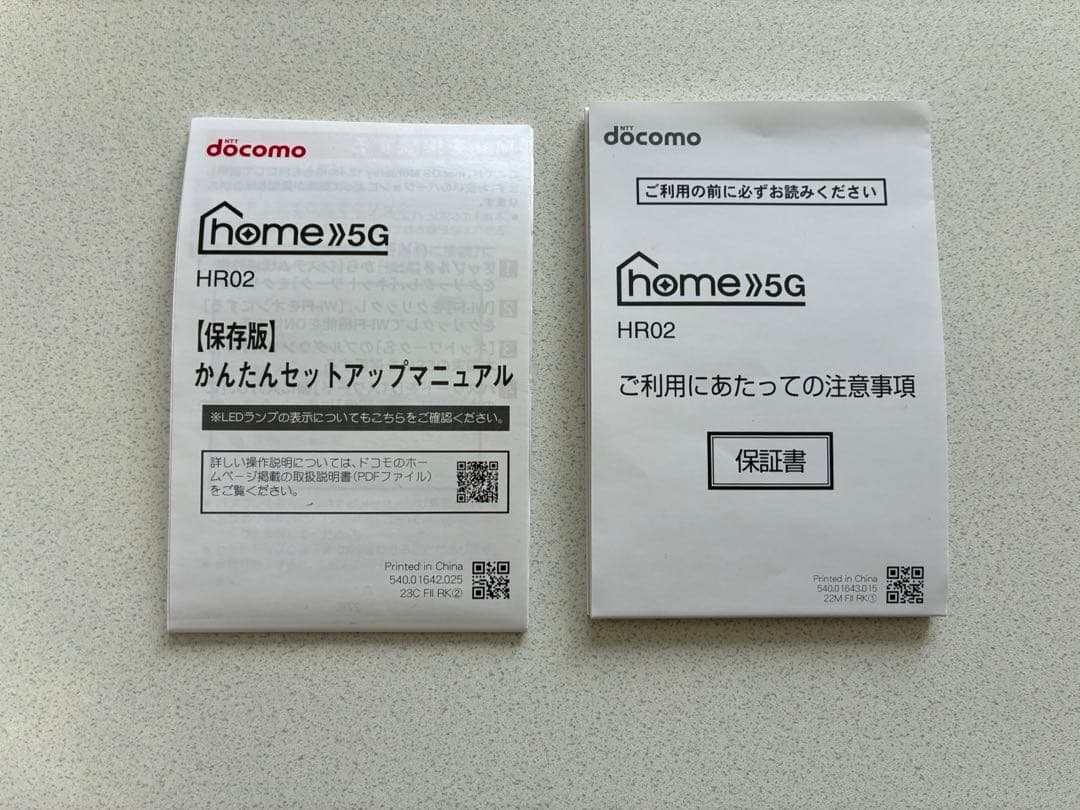 NTT
docomo
home 5G
HR02
【保存版】
かんたんセットアップマニュアル
※LEDランプの表示についてもこちらをご確認ください。
詳しい操作説明については、ドコモのホー
ムページ掲載の取扱説明書(PDFファイル)
をご覧ください。
Printed in China
540.01642.025
23C FII RK②
NTT
docomo
ご利用の前に必ずお読みください
home 5G
HR02
ご利用にあたっての注意事項
保証書
Printed in China
540.01643.015
22M FII RK①